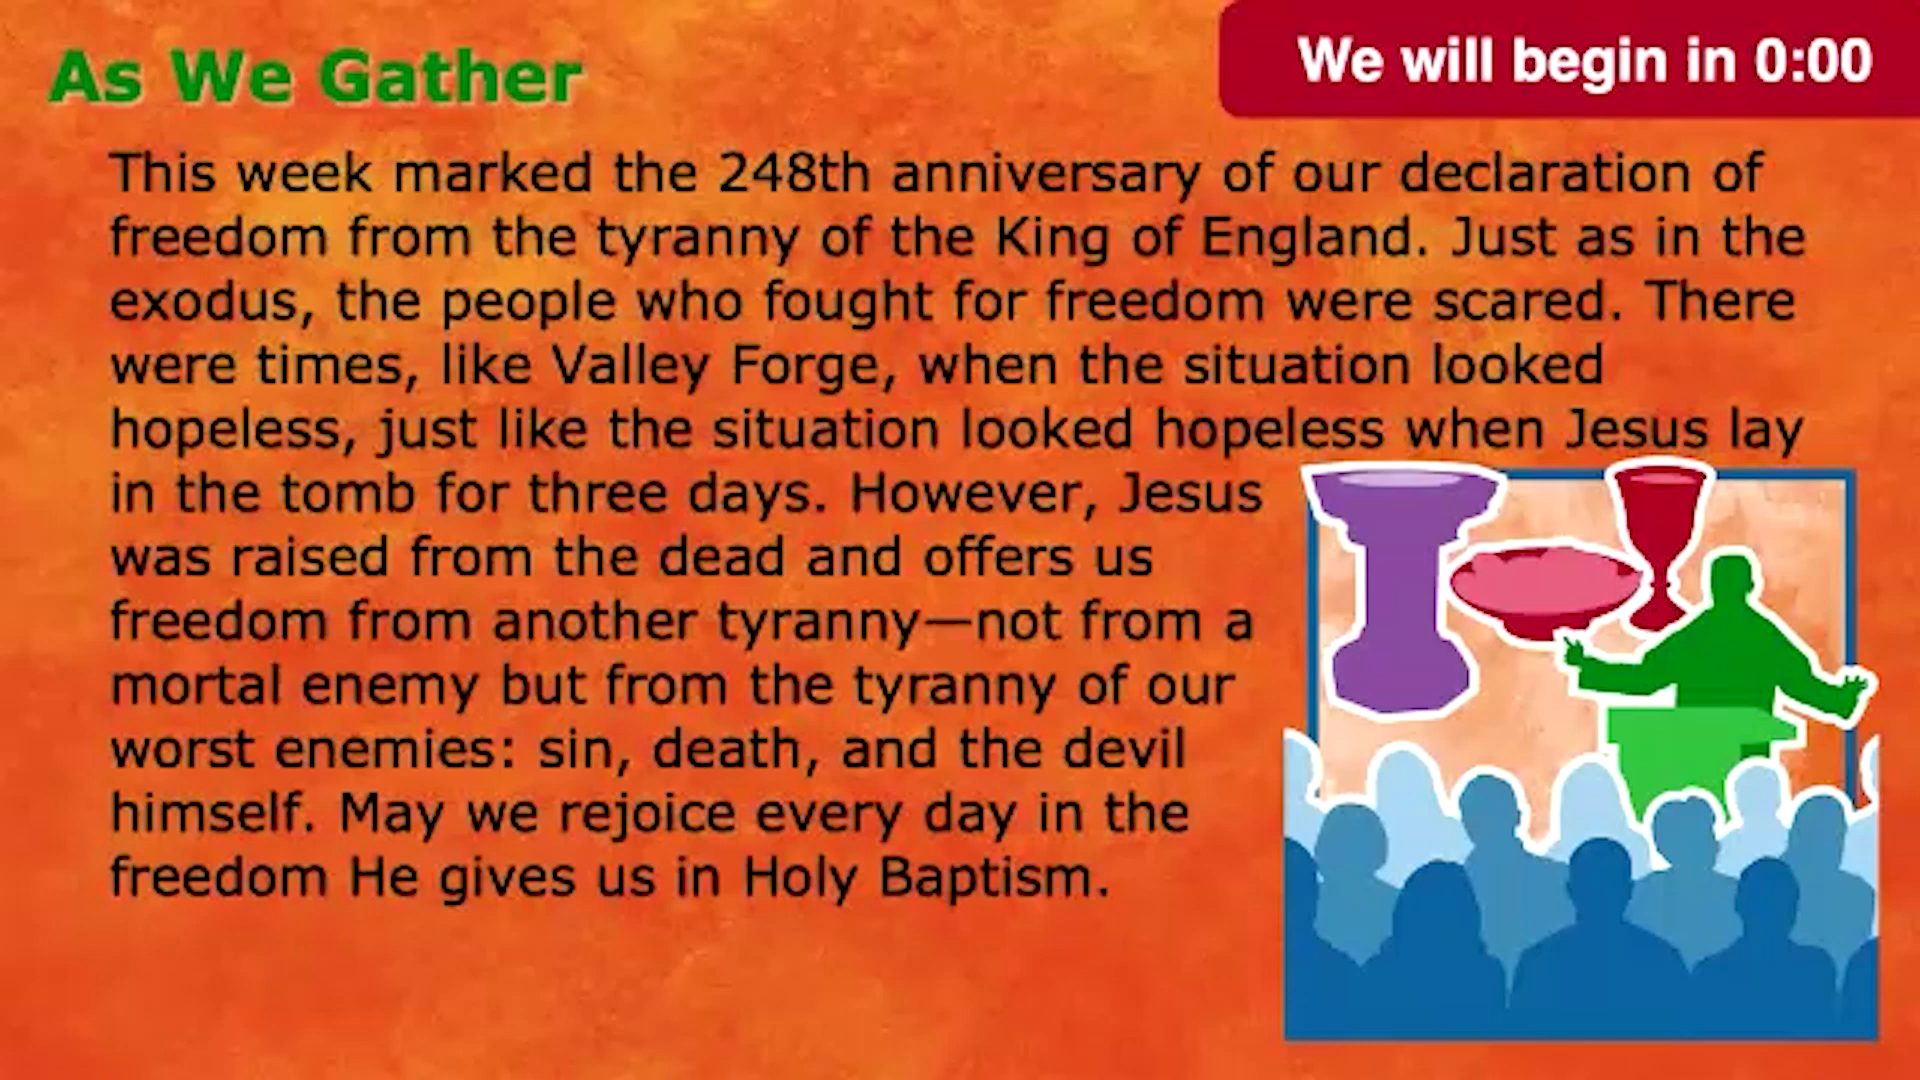 As We Gather
We will begin in 0:00
This week marked the 248th anniversary of our declaration of
freedom from the tyranny of the King of England. Just as in the
exodus, the people who fought for freedom were scared. There
were times, like Valley Forge, when the situation looked
hopeless, just like the situation looked hopeless when Jesus lay
in the tomb for three days. However, Jesus
was raised from the dead and offers us
freedom from another tyranny—not from a
mortal enemy but from the tyranny of our
worst enemies: sin, death, and the devil
himself. May we rejoice every day in the
freedom He gives us in Holy Baptism.